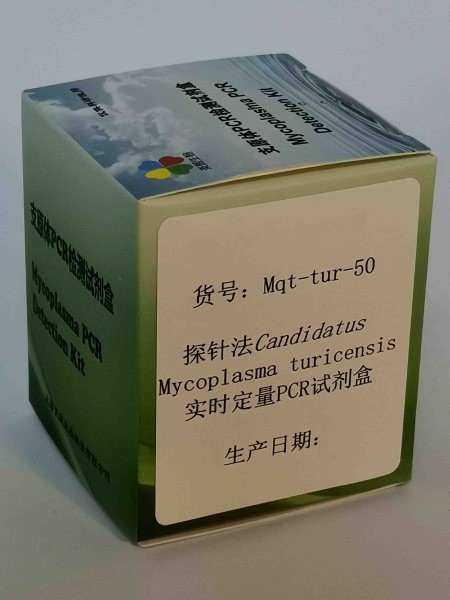 支原体PCR检测试剂盒
Mycoplasma PCR
Detection Kit
支原体PCR检测试剂盒
Mycoplasma PCR
Detection Kit
货号: Mqt-tur-50
探针法Candidatus
Mycoplasma turicensis
实时定量PCR试剂盒
生产日期: